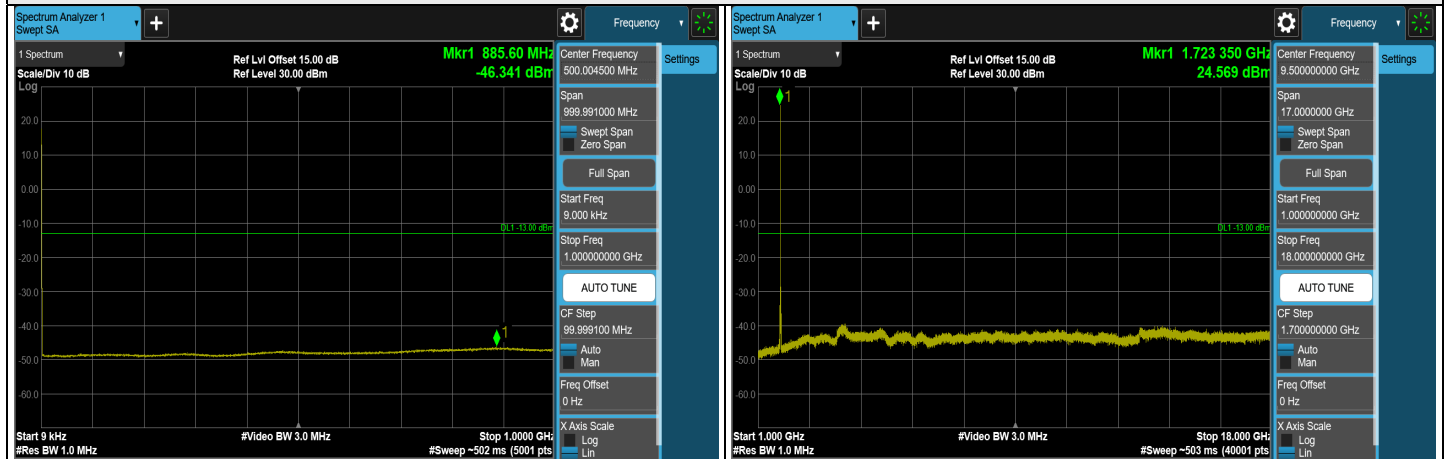 Spectrum Analyzer 1
Swept SA
+
Frequency
1 Spectrum
Scale/Div 10 dB
Log
Ref Lvl Offset 15.00 dB
Ref Level 30.00 dBm
Mkr1 885.60 MHz
-46.341 dBm
20.0
10.0
0.00
-10.0
-20.0
-30.0
-40.0
-50.0
-60.0
DL1 -13.00 dBm
1
Start 9 kHz
#Res BW 1.0 MHz
#Video BW 3.0 MHz
Stop 1.0000 GHz
#Sweep ~502 ms (5001 pts
Center Frequency
500.004500 MHz
Span
999.991000 MHz
Swept Span
Zero Span
Full Span
Start Freq
9.000 kHz
Stop Freq
1.000000000 GHz
AUTO TUNE
CF Step
99.999100 MHz
Auto
Man
Freq Offset
0 Hz
X Axis Scale
Log
Lin
Settings
Spectrum Analyzer 1
Swept SA
+
Frequency
1 Spectrum
Scale/Div 10 dB
Log
Ref Lvl Offset 15.00 dB
Ref Level 30.00 dBm
Mkr1 1.723 350 GHz
24.569 dBm
1
20.0
10.0
0.00
-10.0
-20.0
-30.0
-40.0
-50.0
-60.0
DL1 -13.00 dBm
Start 1.000 GHz
#Res BW 1.0 MHz
#Video BW 3.0 MHz
Stop 18.000 GHz
#Sweep ~503 ms (40001 pts
Center Frequency
9.500000000 GHz
Span
17.0000000 GHz
Swept Span
Zero Span
Full Span
Start Freq
1.000000000 GHz
Stop Freq
18.000000000 GHz
AUTO TUNE
CF Step
1.700000000 GHz
Auto
Man
Freq Offset
0 Hz
X Axis Scale
Log
Lin
Settings